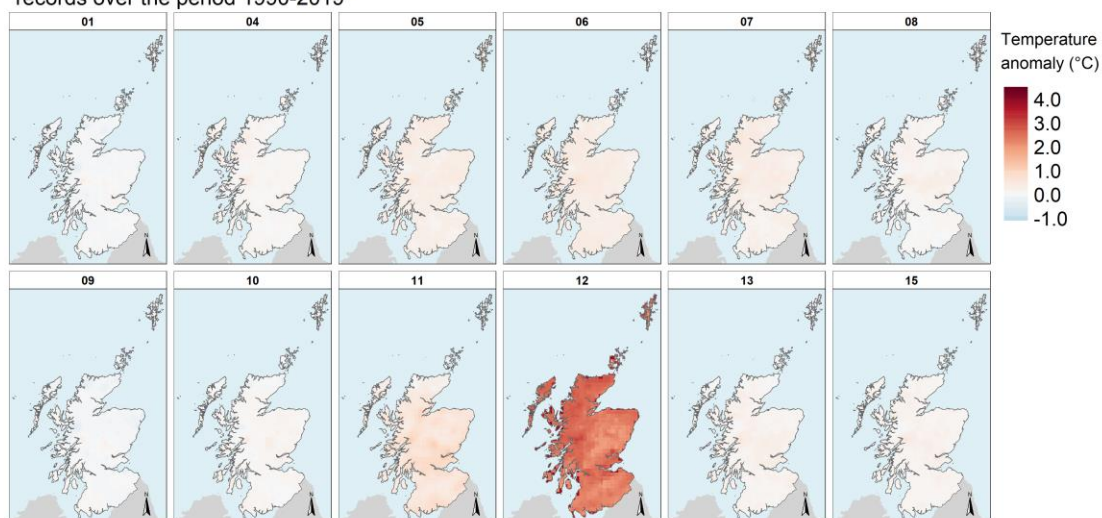 records over the period 1990-2019
01 04 05 06 07 08
Temperature
anomaly (°C)
4.0
3.0
2.0
1.0
0.0
-1.0
N N N N N N
09 10 11 12 13 15
N N N N N N